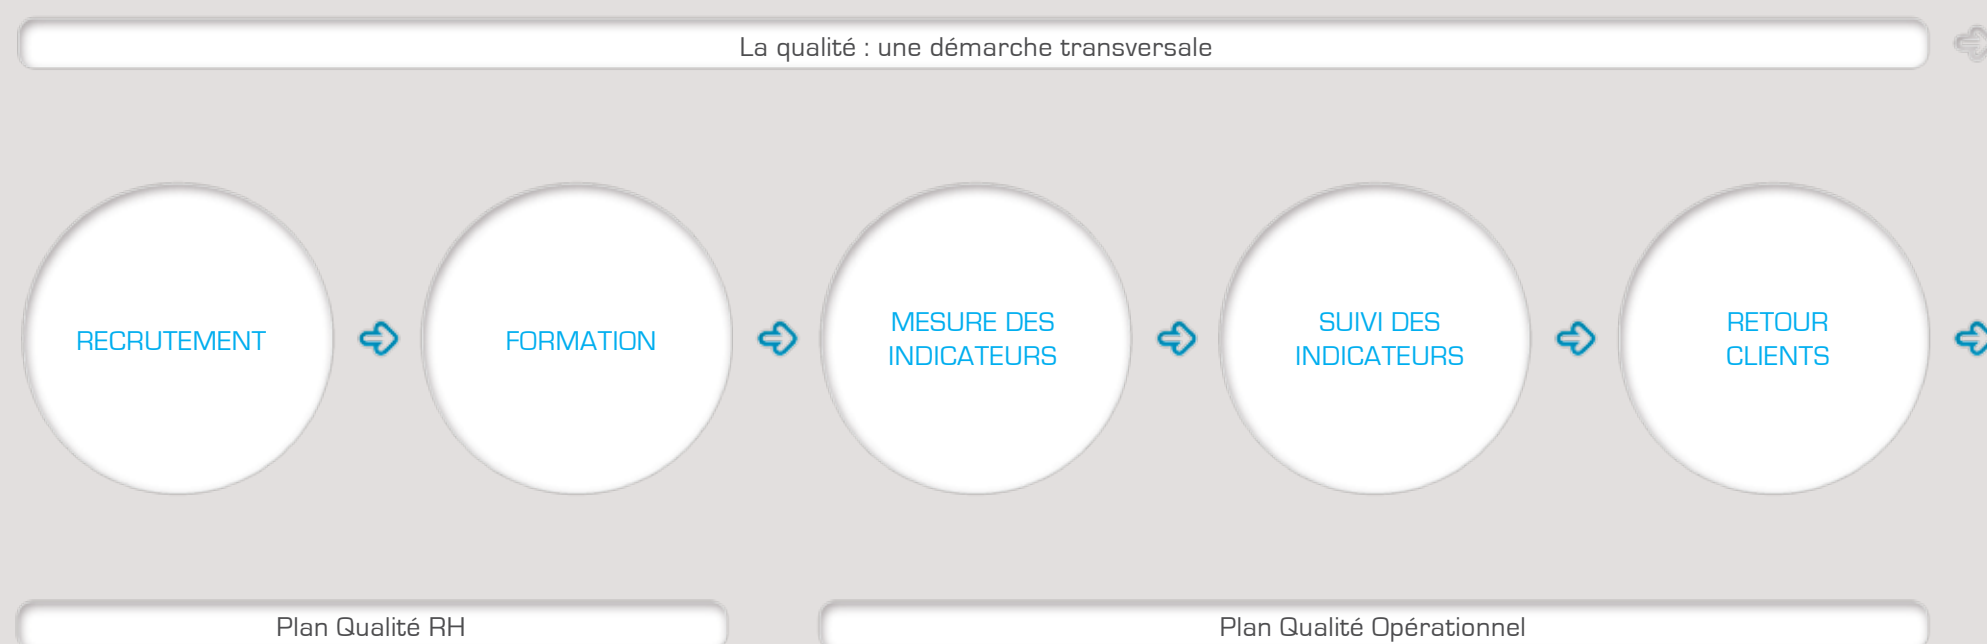 La qualité : une démarche transversale
RECRUTEMENT
FORMATION
MESURE DES
INDICATEURS
SUIVI DES
INDICATEURS
RETOUR
CLIENTS
Plan Qualité RH
Plan Qualité Opérationnel